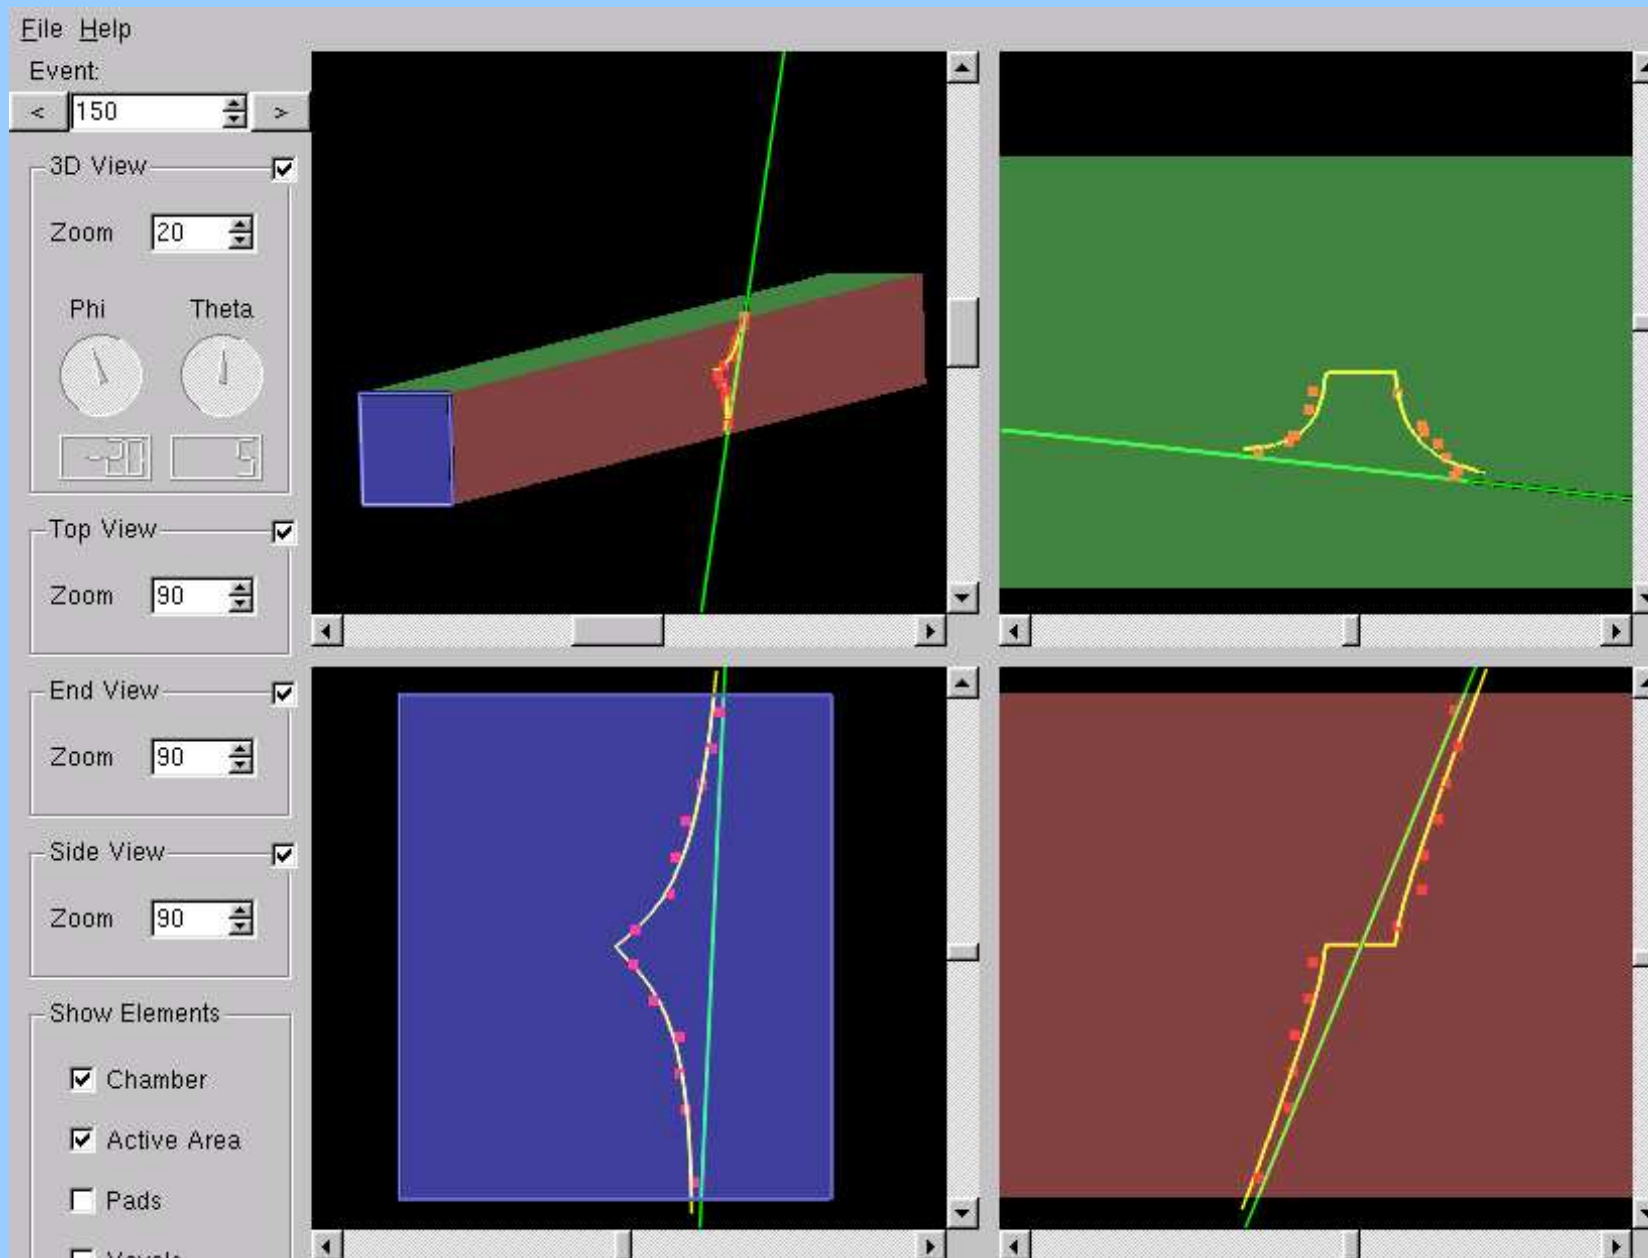 File Help
Event:
< 150 >
3D View
Zoom 20
Phi Theta
-20 5
Top View
Zoom 90
End View
Zoom 90
Side View
Zoom 90
Show Elements
Chamber
Active Area
Pads
Voxels